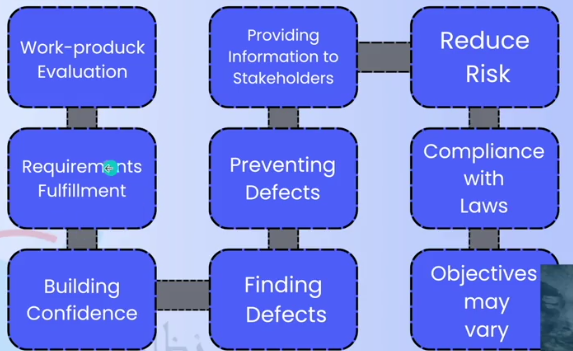 Work-produck
Evaluation
Requirements
Fulfillment
Building
Confidence
Finding
Defects
Preventing
Defects
Providing
Information to
Stakeholders
Reduce
Risk
Compliance
with
Laws
Objectives
may
vary